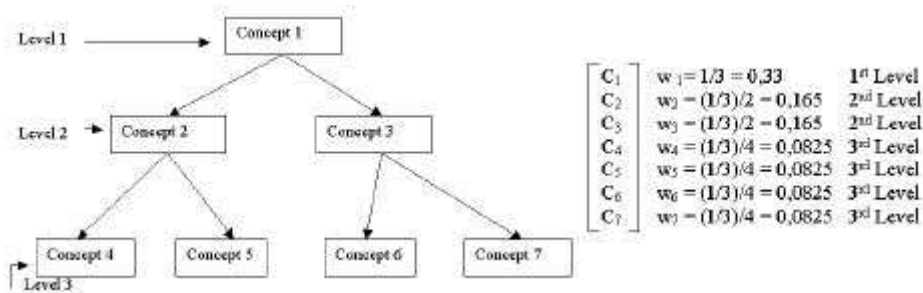 Level 1
Concept 1
Level 2
Concept 2
Concept 3
Concept 4
Concept 5
Concept 6
Concept 7
Level 3
C₁ w₁ = 1/3 = 0,33 1ˢᵗ Level
C₂ w₂ = (1/3)/2 = 0,165 2ⁿᵈ Level
C₃ w₃ = (1/3)/2 = 0,165 2ⁿᵈ Level
C₄ w₄ = (1/3)/4 = 0,0825 3ʳᵈ Level
C₅ w₅ = (1/3)/4 = 0,0825 3ʳᵈ Level
C₆ w₆ = (1/3)/4 = 0,0825 3ʳᵈ Level
C₇ w₇ = (1/3)/4 = 0,0825 3ʳᵈ Level